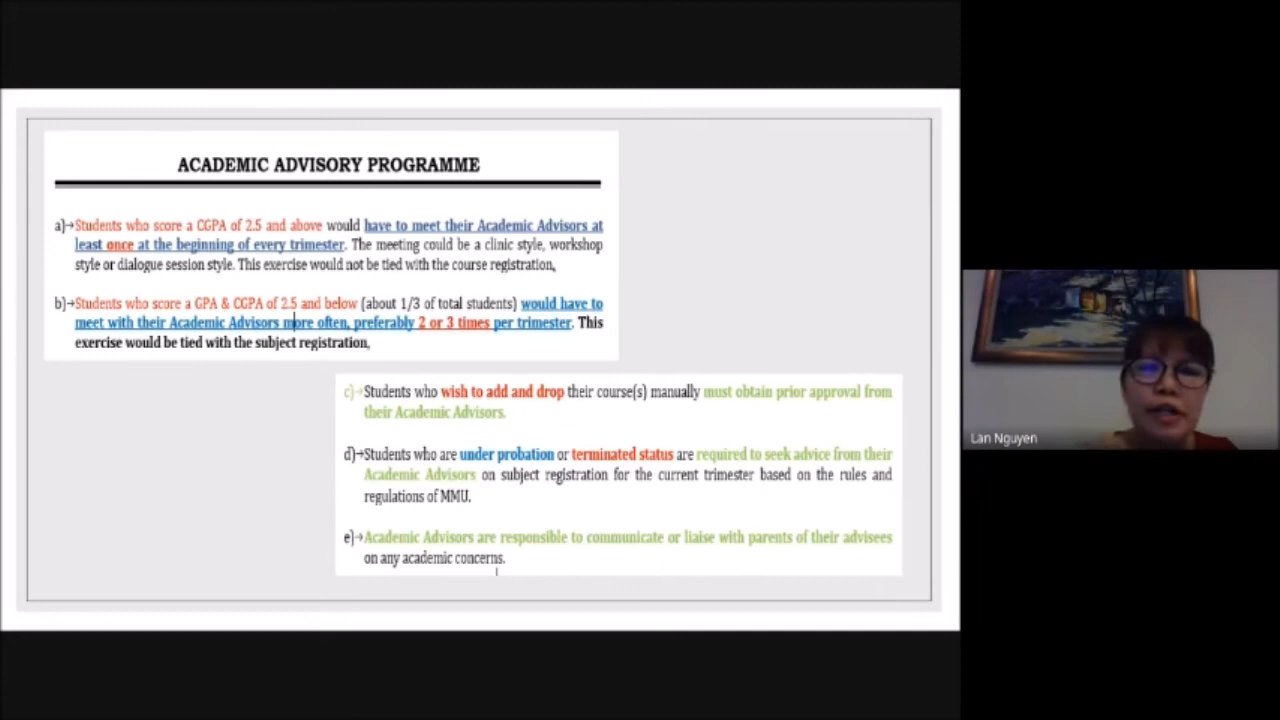 ACADEMIC ADVISORY PROGRAMME
a)→Students who score a CGPA of 2.5 and above would have to meet their Academic Advisors at
least once at the beginning of every trimester. The meeting could be a clinic style, workshop
style or dialogue session style. This exercise would not be tied with the course registration,
b)→Students who score a GPA & CGPA of 2.5 and below (about 1/3 of total students) would have to
meet with their Academic Advisors more often, preferably 2 or 3 times per trimester. This
exercise would be tied with the subject registration,
c)→Students who wish to add and drop their course(s) manually must obtain prior approval from
their Academic Advisors.
d)→Students who are under probation or terminated status are required to seek advice from their
Academic Advisors on subject registration for the current trimester based on the rules and
regulations of MMU.
e)→Academic Advisors are responsible to communicate or liaise with parents of their advisees
on any academic concerns.
Lan Nguyen